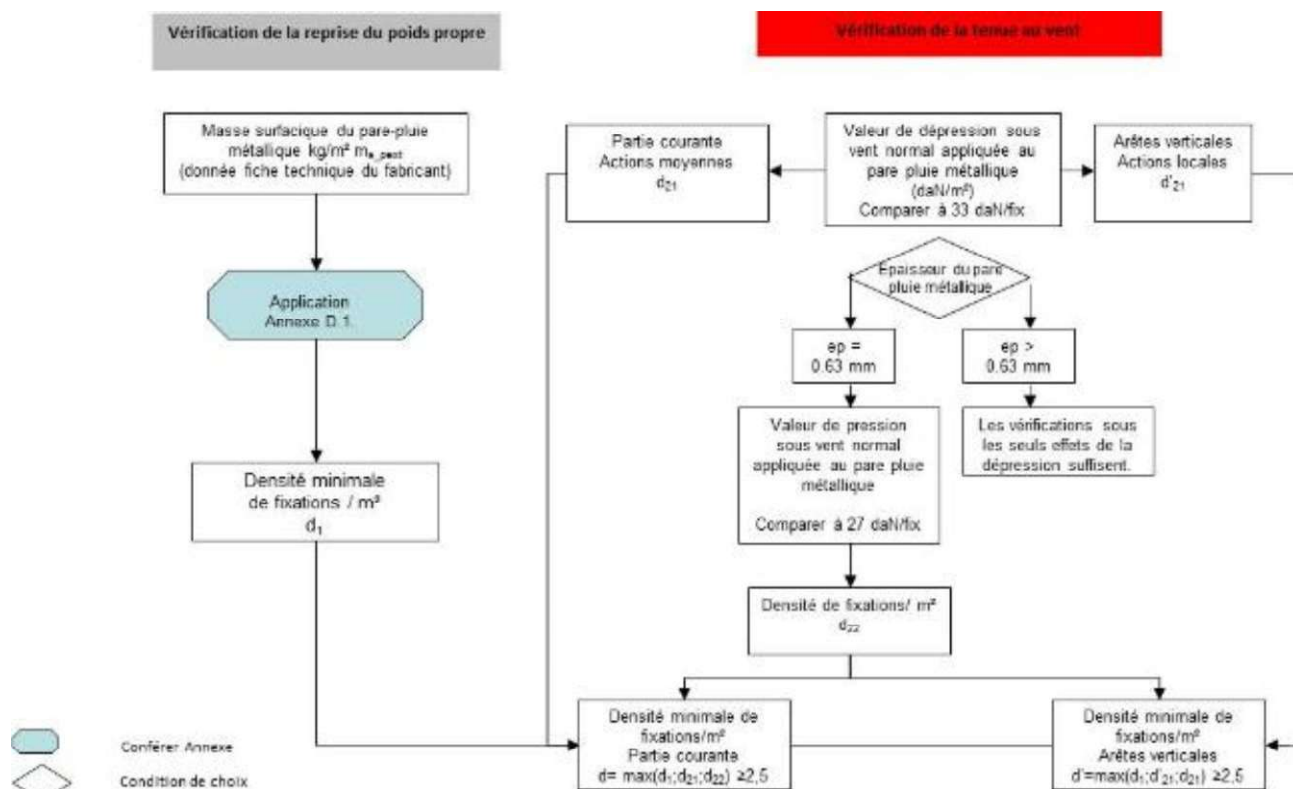 Vérification de la reprise du poids propre
Vérification de la tenue au vent
Masse surfacique du pare-pluie
métallique kg/m² mₛ_pact
(donnée fiche technique du fabricant)
Application
Annexe D.1.
Densité minimale
de fixations / m²
d₁
Partie courante
Actions moyennes
d₂₁
Valeur de dépression sous
vent normal appliquée au
pare pluie métallique
(daN/m²)
Comparer à 33 daN/fix
Arêtes verticales
Actions locales
d'₂₁
Epaisseur du pare
pluie métallique
ep =
0.63 mm
ep >
0.63 mm
Valeur de pression
sous vent normal
appliquée au pare pluie
métallique
Comparer à 27 daN/fix
Les vérifications sous
les seuls effets de la
dépression suffisent.
Densité de fixations/ m²
d₂₂
Densité minimale de
fixations/m²
Partie courante
d= max(d₁;d₂₁;d₂₂) ≥2,5
Densité minimale de
fixations/m²
Arêtes verticales
d'=max(d₁;d'₂₁;d₂₁) ≥2,5
Conférer Annexe
Condition de choix